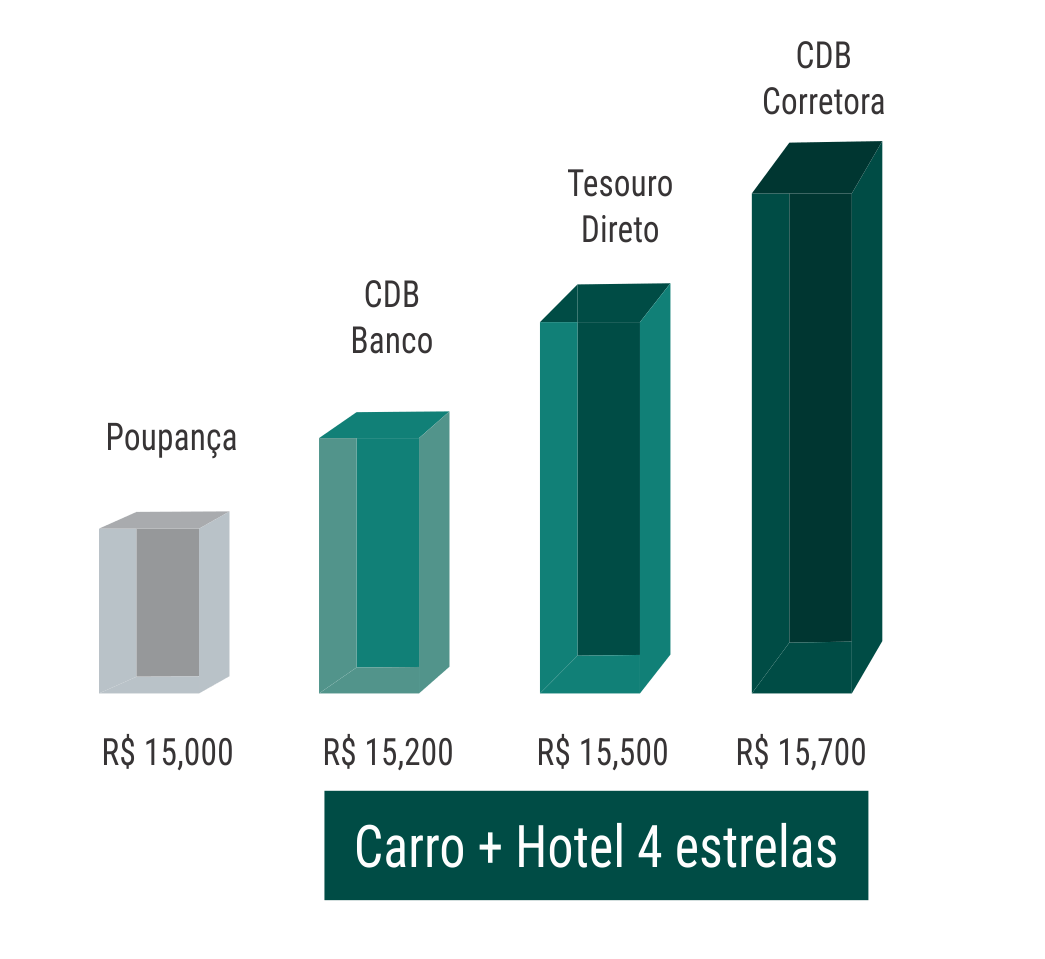 CDB
Corretora
Tesouro
Direto
CDB
Banco
Poupança
R$ 15,000
R$ 15,200
R$ 15,500
R$ 15,700
Carro + Hotel 4 estrelas